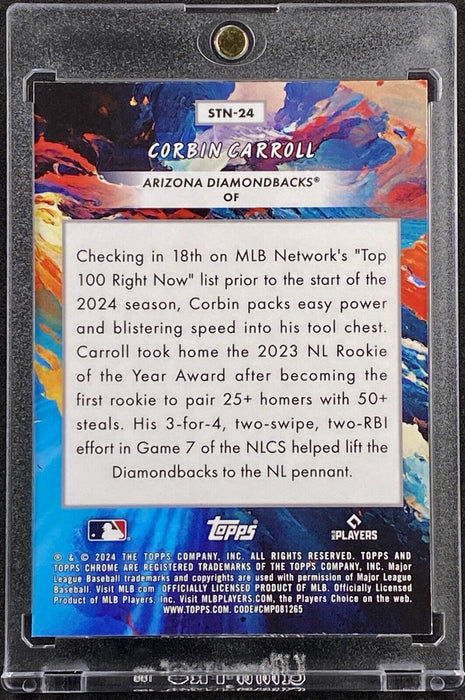 STN-24
CORBIN CARROLL
ARIZONA DIAMONDBACKS®
OF
Checking in 18th on MLB Network's "Top
100 Right Now" list prior to the start of the
2024 season, Corbin packs easy power
and blistering speed into his tool chest.
Carroll took home the 2023 NL Rookie
of the Year Award after becoming the
first rookie to pair 25+ homers with 50+
steals. His 3-for-4, two-swipe, two-RBI
effort in Game 7 of the NLCS helped lift the
Diamondbacks to the NL pennant.
topps
PLAYERS
® & © 2024 THE TOPPS COMPANY, INC. ALL RIGHTS RESERVED. TOPPS AND
TOPPS CHROME ARE REGISTERED TRADEMARKS OF THE TOPPS COMPANY, INC. Major
League Baseball trademarks and copyrights are used with permission of Major League
Baseball. Visit MLB.com OFFICIALLY LICENSED PRODUCT OF MLB. Officially Licensed
Product of MLB Players, Inc. Visit MLBPLAYERS.COM, the Players Choice on the web.
WWW.TOPPS.COM. CODE#CMP081265